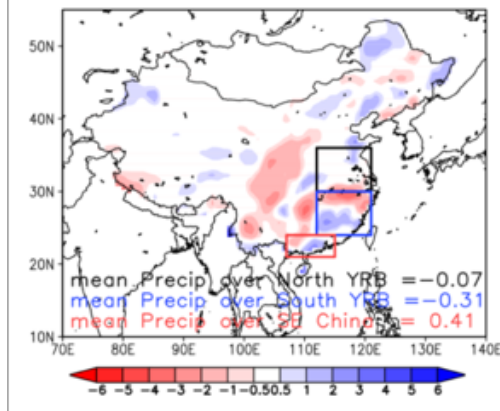 50N
40N
30N
20N
mean Precip over North YRB =-0.07
mean Precip over South YRB =-0.31
mean Precip over SE China = 0.41
10N
70E 80E 90E 100E 110E 120E 130E 140E
-6 -5 -4 -3 -2 -1 -0.50.5 1 2 3 4 5 6